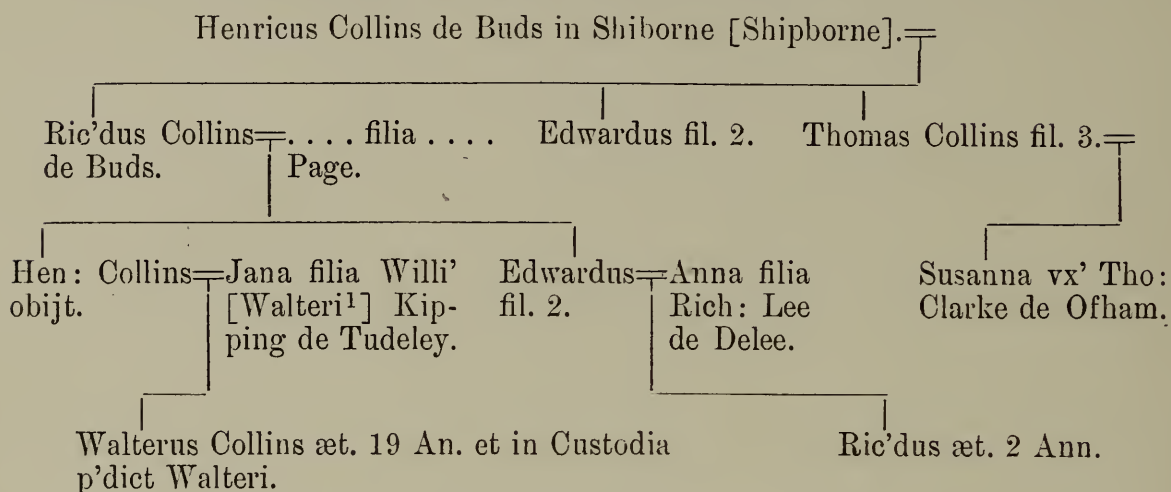 Henricus Collins de Buds in Shiborne [Shipborne].
Ric'dus Collins=. . . . filia . . . .
de Buds.
Page.
Edwardus fil. 2.
Thomas Collins fil. 3.
Hen: Collins=Jana filia Willi'
obijt.
[Walteri¹] Kip-
ping de Tudeley.
Edwardus=Anna filia
fil. 2.
Rich: Lee
de Delee.
Susanna vx' Tho:
Clarke de Ofham.
Walterus Collins æt. 19 An. et in Custodia
p'dict Walteri.
Ric'dus æt. 2 Ann.